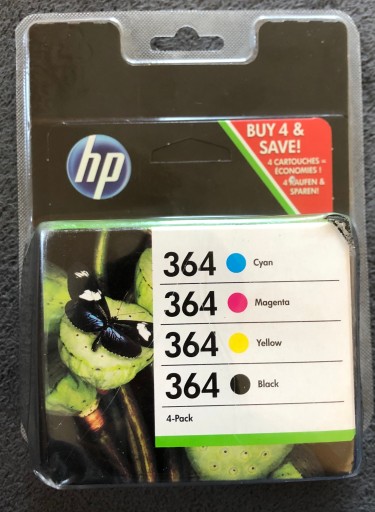 BUY 4 &
SAVE!
4 CARTOUCHES =
ÉCONOMIES !
4 KAUFEN &
SPAREN!
hp
364 Cyan
364 Magenta
364 Yellow
364 Black
4-Pack